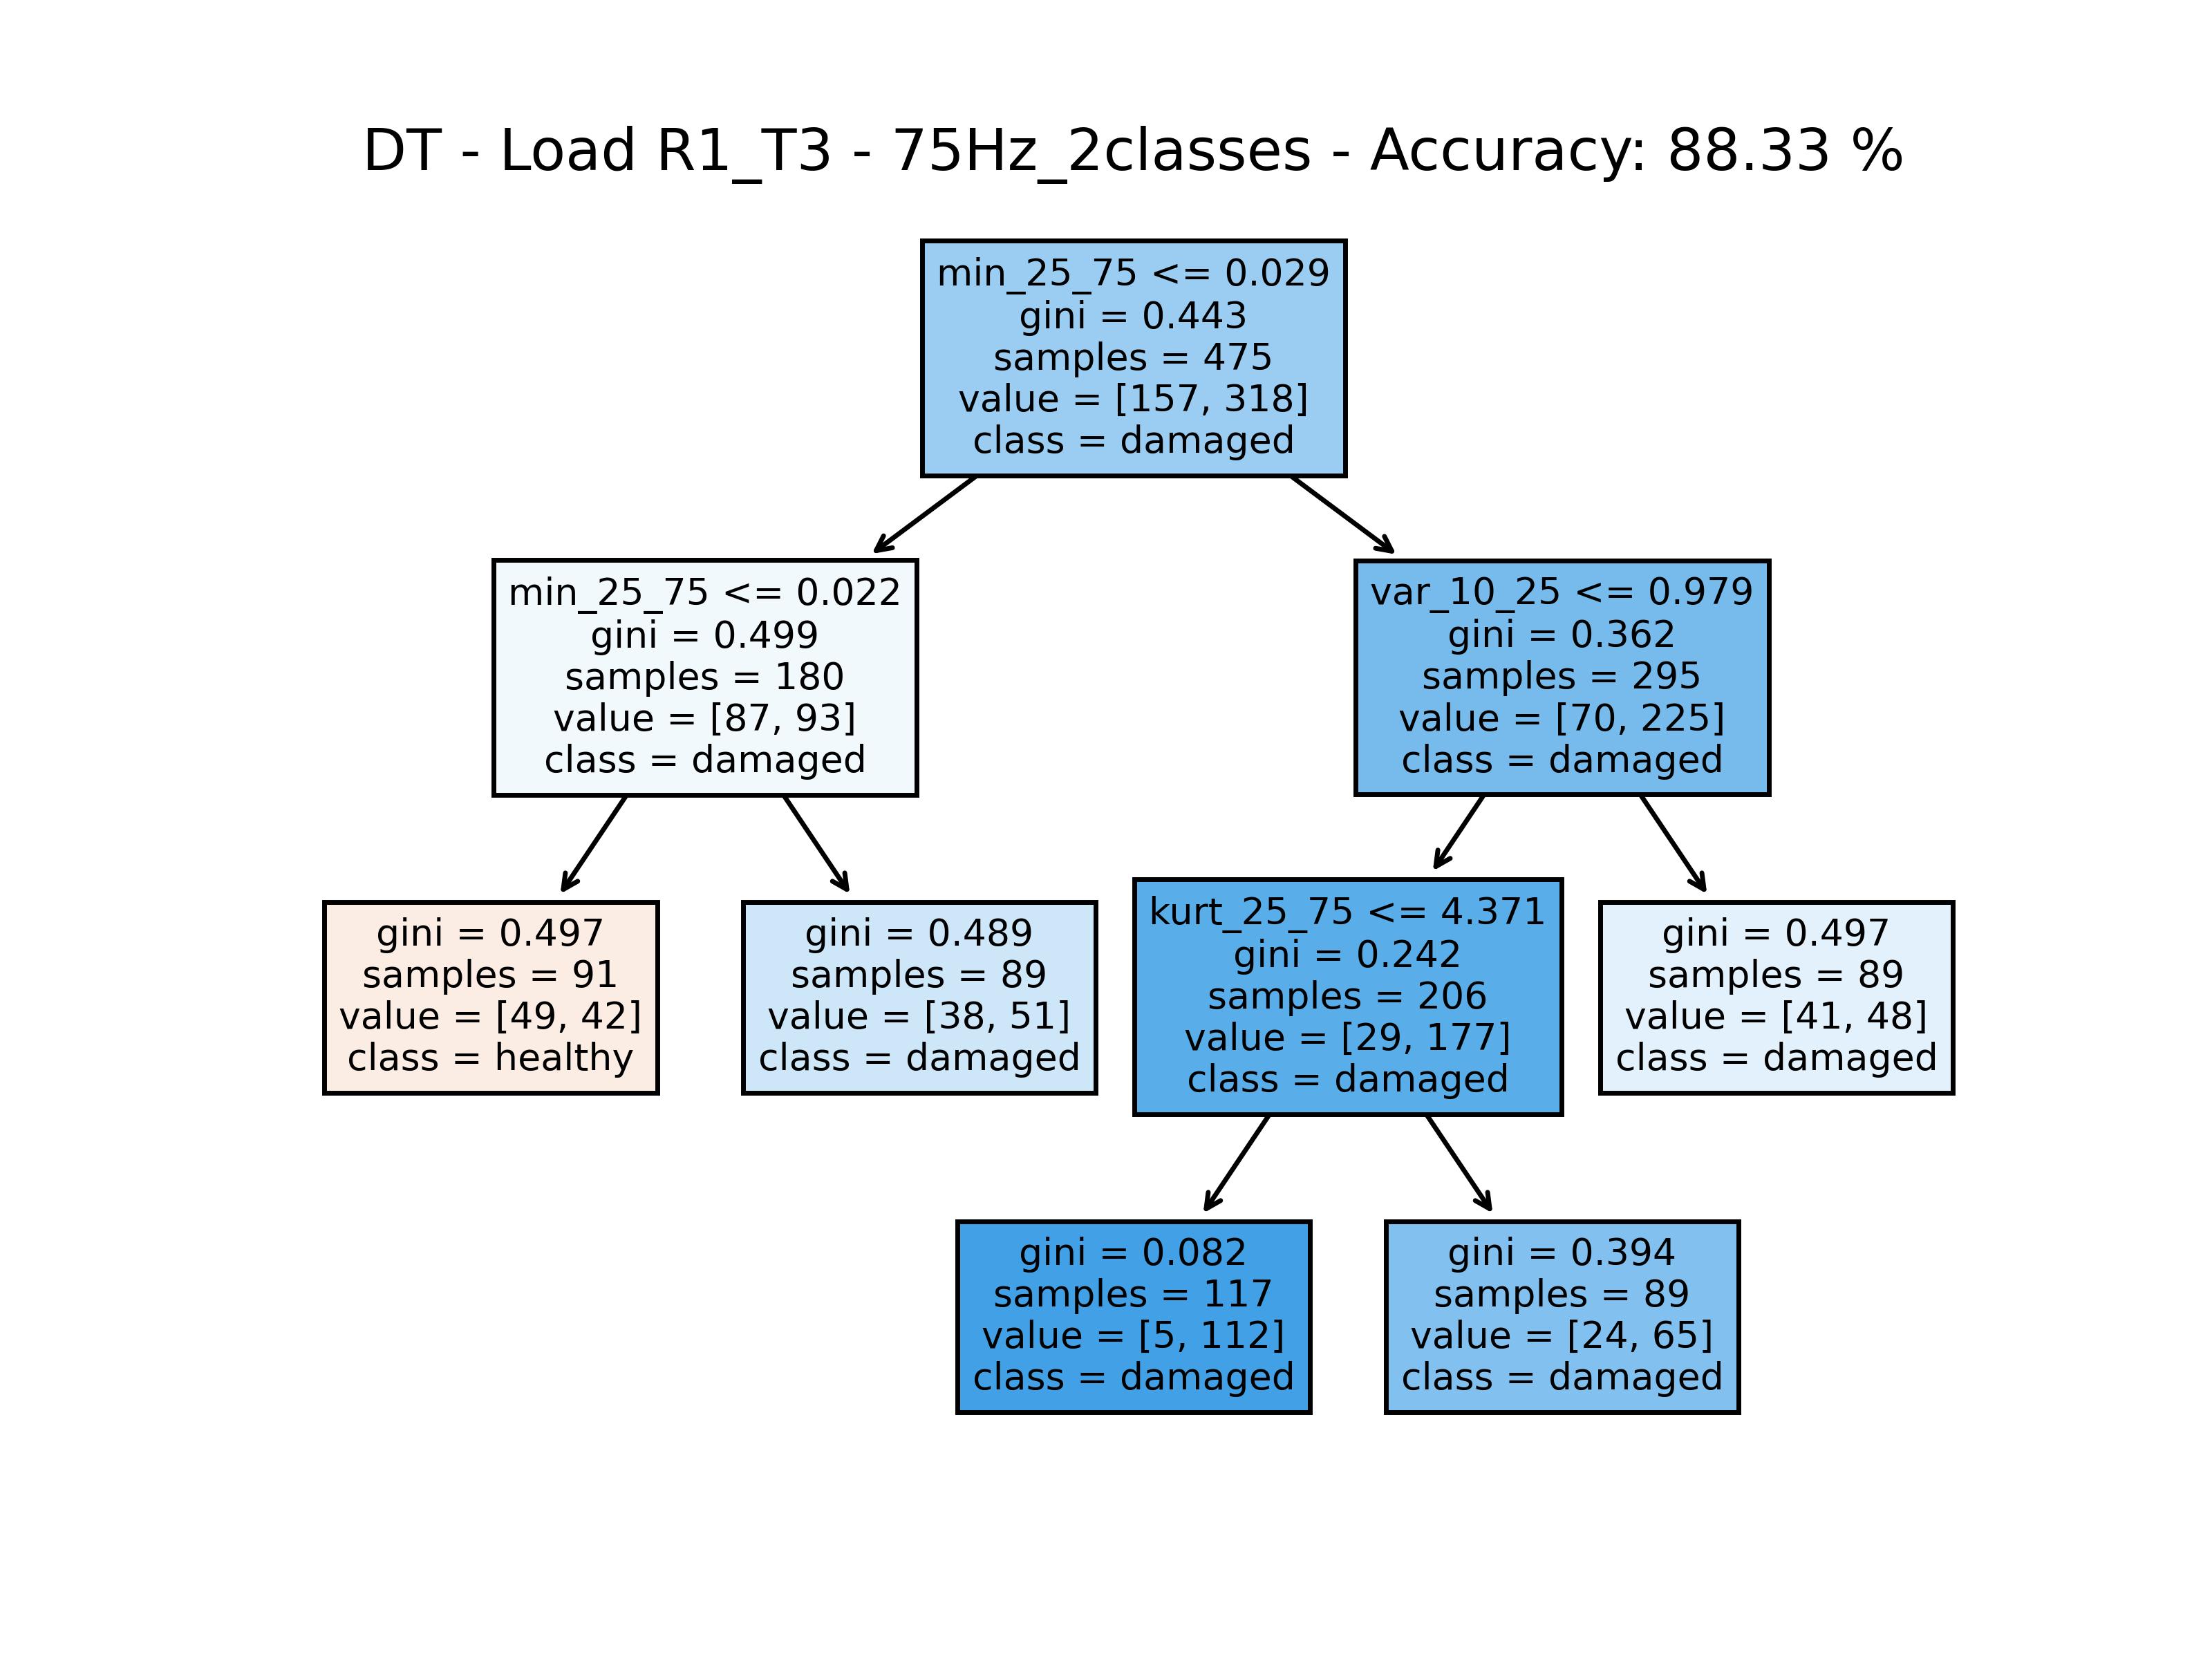 DT - Load R1_T3 - 75Hz_2classes - Accuracy: 88.33 %
min_25_75 <= 0.029
gini = 0.443
samples = 475
value = [157, 318]
class = damaged
min_25_75 <= 0.022
gini = 0.499
samples = 180
value = [87, 93]
class = damaged
var_10_25 <= 0.979
gini = 0.362
samples = 295
value = [70, 225]
class = damaged
gini = 0.497
samples = 91
value = [49, 42]
class = healthy
gini = 0.489
samples = 89
value = [38, 51]
class = damaged
kurt_25_75 <= 4.371
gini = 0.242
samples = 206
value = [29, 177]
class = damaged
gini = 0.497
samples = 89
value = [41, 48]
class = damaged
gini = 0.082
samples = 117
value = [5, 112]
class = damaged
gini = 0.394
samples = 89
value = [24, 65]
class = damaged